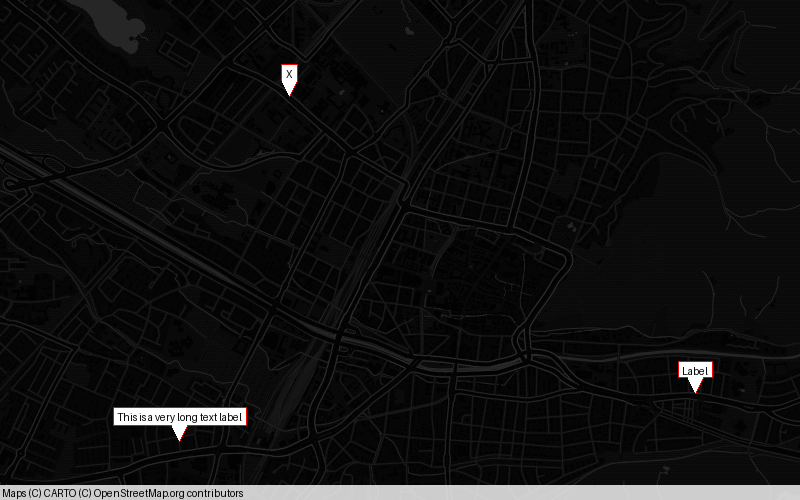 X
Label
This is a very long text label
Maps (C) CARTO (C) OpenStreetMap.org contributors